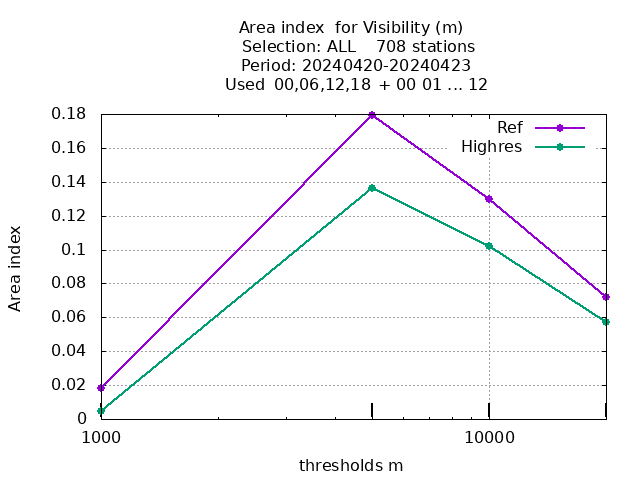 Area index  for Visibility (m)
Selection: ALL    708 stations
Period: 20240420-20240423
Used  00,06,12,18  + 00 01 ... 12
Ref
Highres
0.18
0.16
0.14
0.12
0.1
0.08
0.06
0.04
0.02
0
Area index
1000
10000
thresholds m